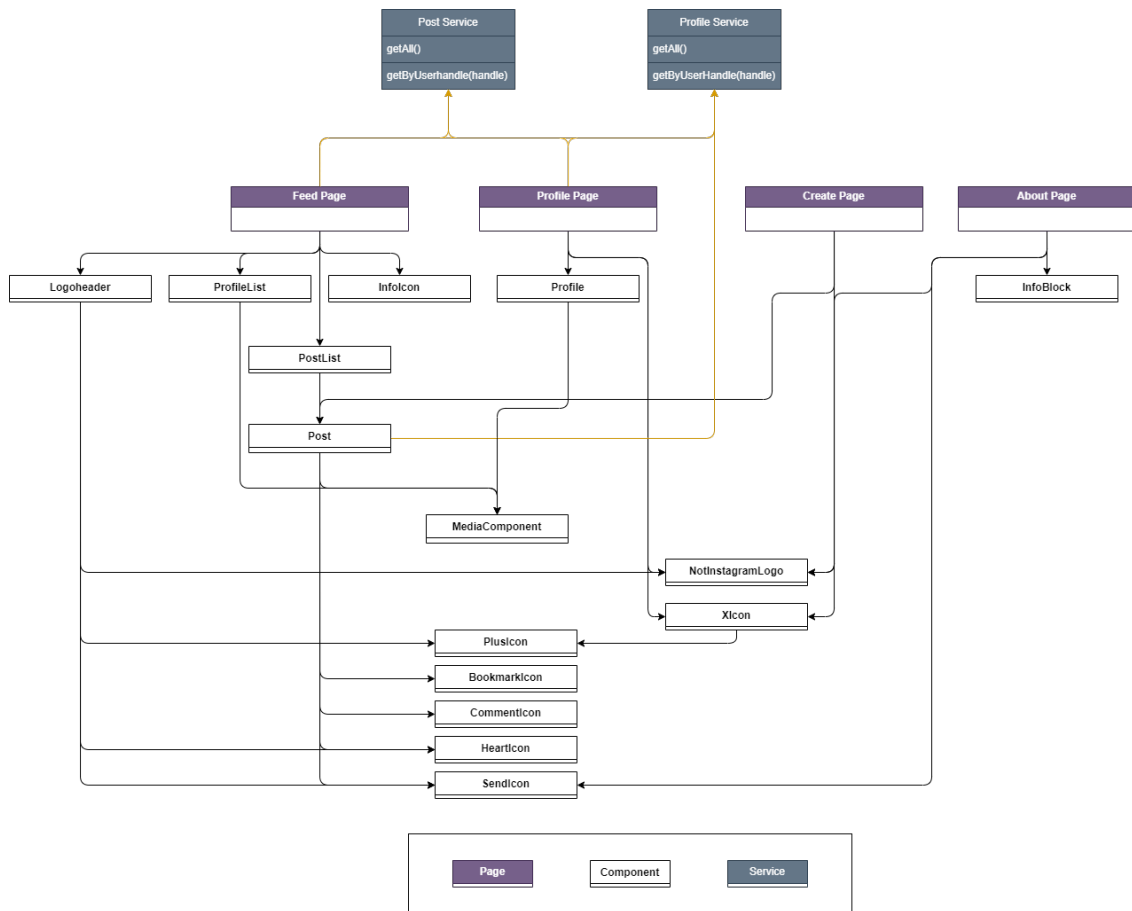 Post Service
getAll()
getByUserhandle(handle)
Profile Service
getAll()
getByUserHandle(handle)
Feed Page
Profile Page
Create Page
About Page
Logoheader
ProfileList
InfoIcon
Profile
InfoBlock
PostList
Post
MediaComponent
NotInstagramLogo
XIcon
PlusIcon
BookmarkIcon
CommentIcon
HeartIcon
SendIcon
Page
Component
Service